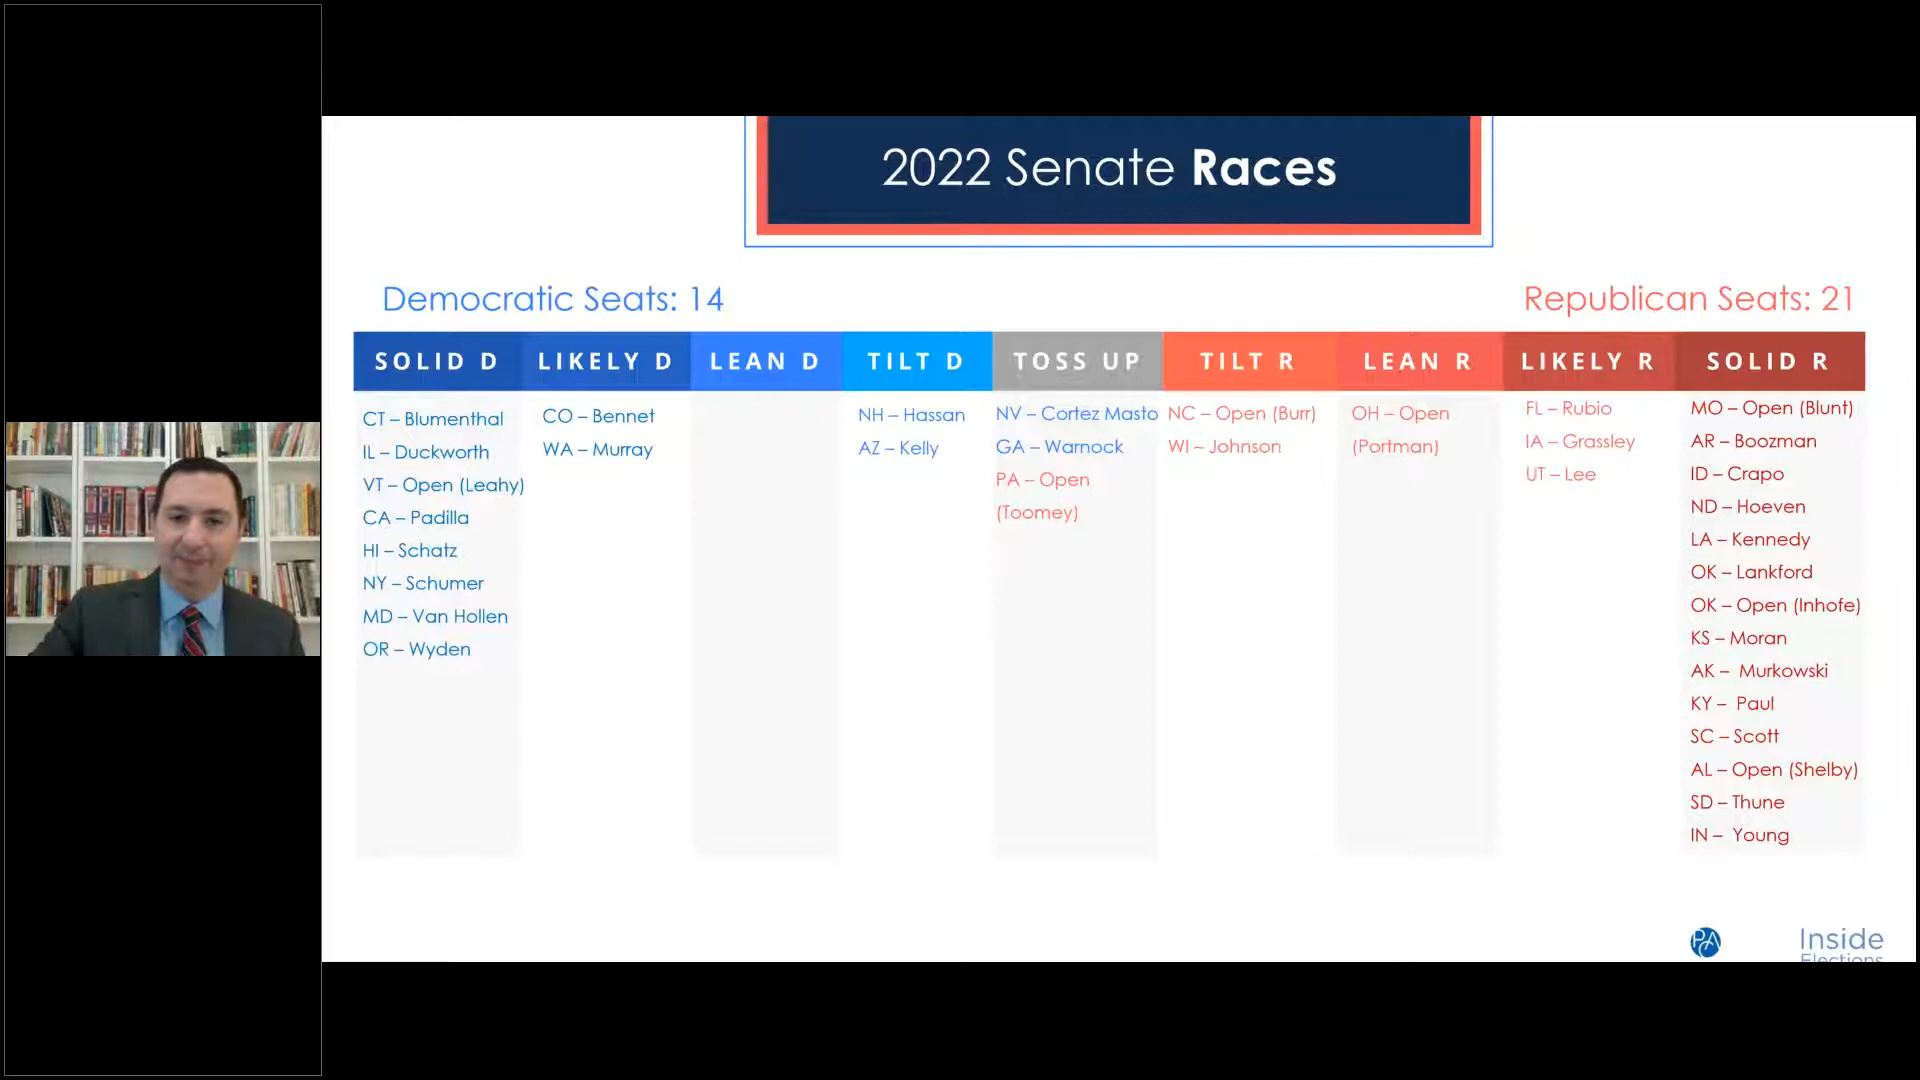 2022 Senate Races
Democratic Seats: 14
Republican Seats: 21
SOLID D
LIKELY D
LEAN D
TILT D
TOSS UP
TILT R
LEAN R
LIKELY R
SOLID R
CT – Blumenthal
IL – Duckworth
VT – Open (Leahy)
CA – Padilla
HI – Schatz
NY – Schumer
MD – Van Hollen
OR – Wyden
CO – Bennet
WA – Murray
NH – Hassan
AZ – Kelly
NV – Cortez Masto
GA – Warnock
PA – Open
(Toomey)
NC – Open (Burr)
WI – Johnson
OH – Open
(Portman)
FL – Rubio
IA – Grassley
UT – Lee
MO – Open (Blunt)
AR – Boozman
ID – Crapo
ND – Hoeven
LA – Kennedy
OK – Lankford
OK – Open (Inhofe)
KS – Moran
AK – Murkowski
KY – Paul
SC – Scott
AL – Open (Shelby)
SD – Thune
IN – Young
PCA
Inside
Elections